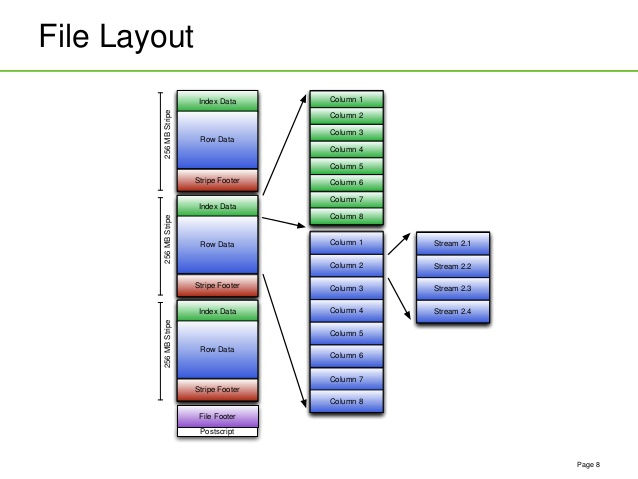 File Layout
256 MB Stripe
Index Data
Row Data
Stripe Footer
256 MB Stripe
Index Data
Row Data
Stripe Footer
256 MB Stripe
Index Data
Row Data
Stripe Footer
File Footer
Postscript
Column 1
Column 2
Column 3
Column 4
Column 5
Column 6
Column 7
Column 8
Column 1
Column 2
Column 3
Column 4
Column 5
Column 6
Column 7
Column 8
Stream 2.1
Stream 2.2
Stream 2.3
Stream 2.4
Page 8